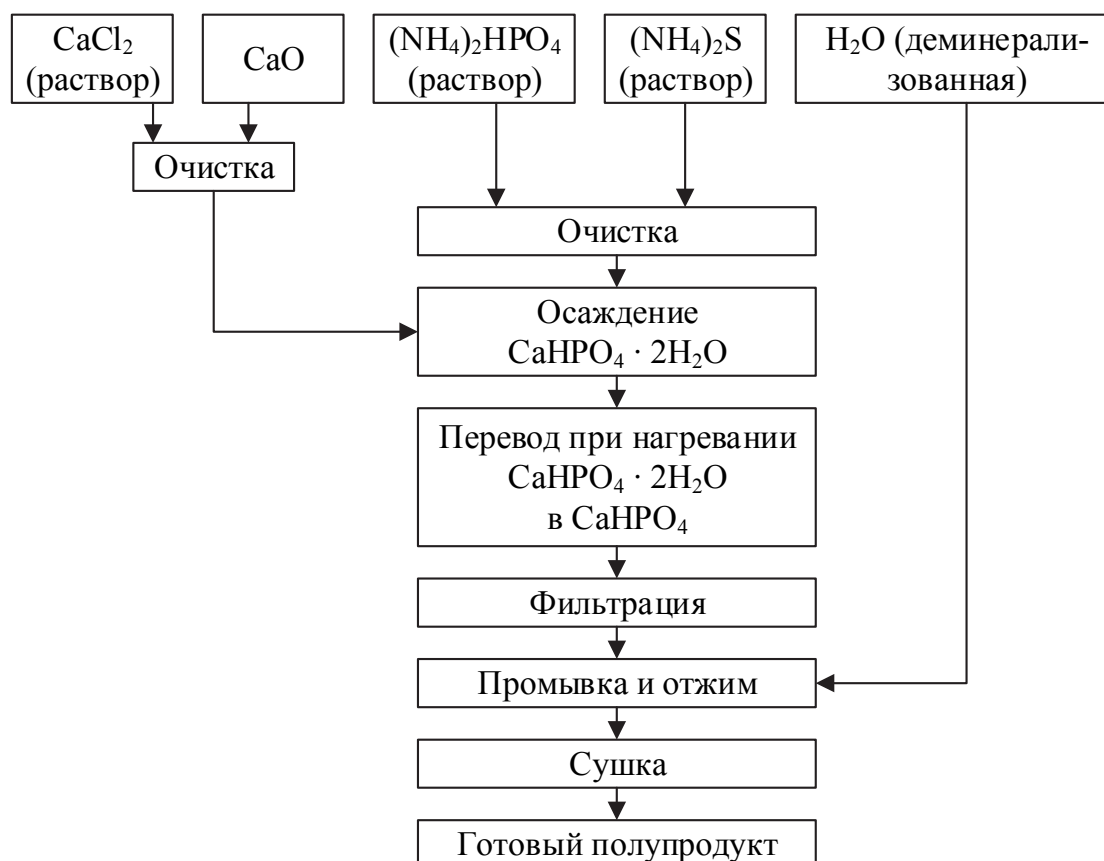 CaCl₂
(раствор)
CaO
(NH₄)₂HPO₄
(раствор)
(NH₄)₂S
(раствор)
H₂O (деминерали-
зованная)
Очистка
Очистка
Осаждение
CaHPO₄ · 2H₂O
Перевод при нагревании
CaHPO₄ · 2H₂O
в CaHPO₄
Фильтрация
Промывка и отжим
Сушка
Готовый полупродукт